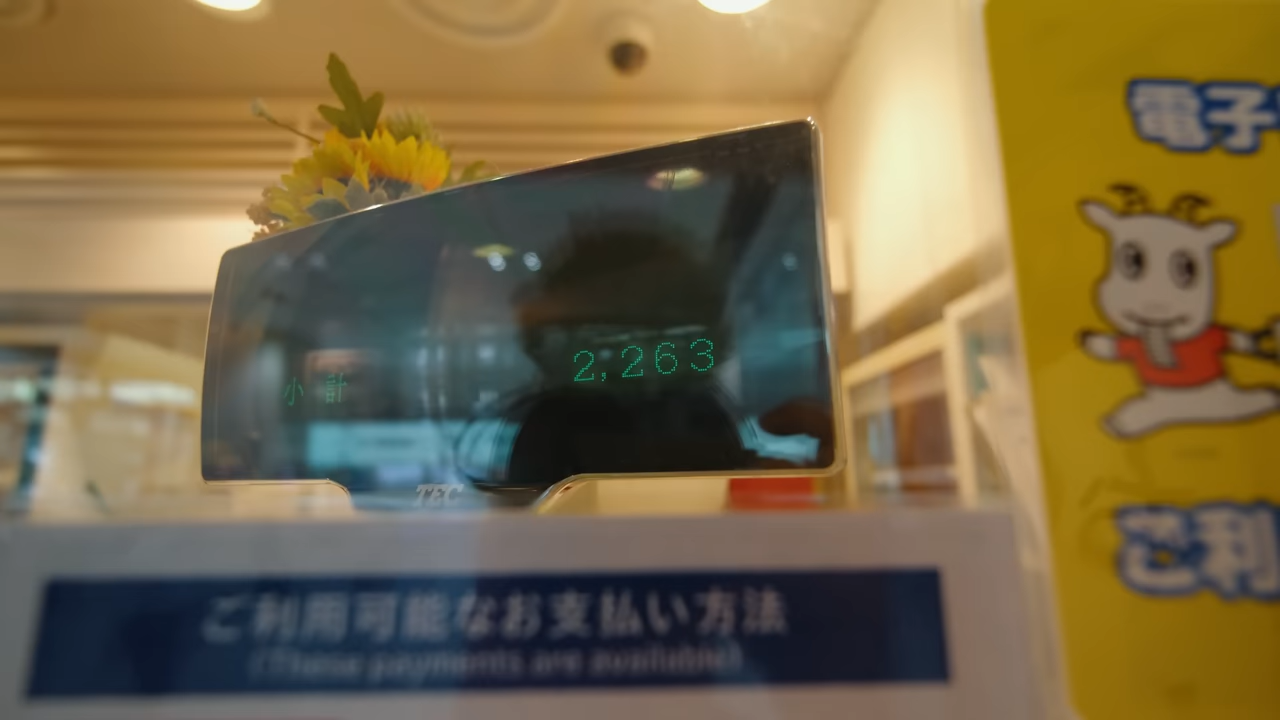 電子
小計 2,263
TEC
ご利用可能なお支払い方法
(These payments are available)
ご利